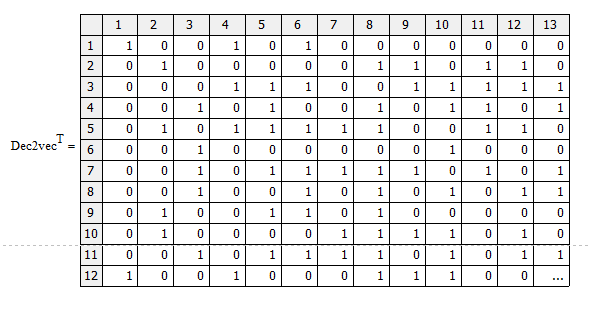 1 2 3 4 5 6 7 8 9 10 11 12 13
1 1 0 0 1 0 1 0 0 0 0 0 0 0
2 0 1 0 0 0 0 0 1 1 0 1 1 0
3 0 0 0 1 1 1 0 0 1 1 1 1 1
4 0 0 1 0 1 0 0 1 0 1 1 0 1
Dec2vecT =
5 0 1 0 1 1 1 1 1 0 0 1 1 0
6 0 0 1 0 0 0 0 0 0 1 0 0 0
7 0 0 1 0 1 1 1 1 1 0 1 0 1
8 0 0 1 0 0 1 0 1 0 1 0 1 1
9 0 1 0 0 1 1 0 1 0 0 0 0 0
10 0 1 0 0 0 0 1 1 1 1 0 1 0
11 0 0 1 0 1 1 1 1 0 1 0 1 1
12 1 0 0 1 0 0 0 1 1 1 0 0 ...